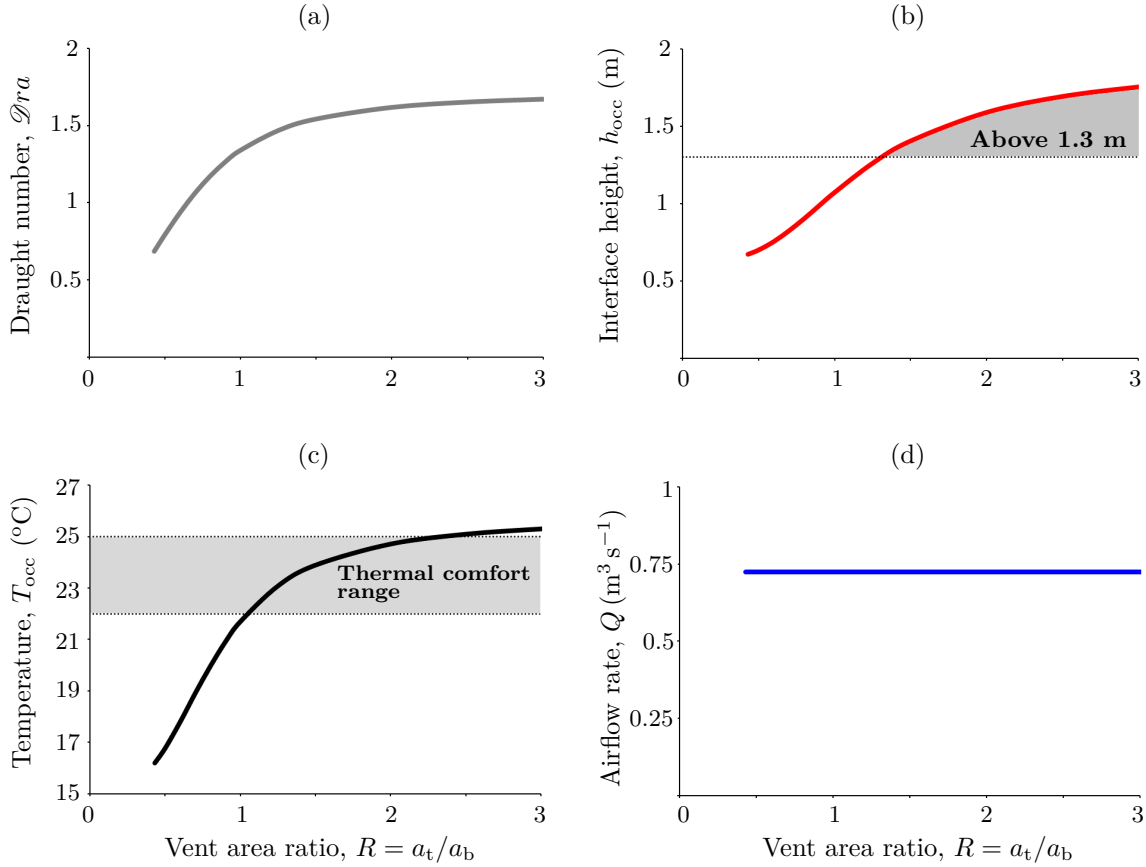 (a)
Draught number, 𝒟ra
2
1.5
1
0.5
0
1
2
3
(b)
Interface height, h_occ (m)
2
1.5
1
0.5
Above 1.3 m
0
1
2
3
(c)
Temperature, T_occ (°C)
27
25
23
21
19
17
15
Thermal comfort
range
0
1
2
3
Vent area ratio, R = a_t/a_b
(d)
Airflow rate, Q (m³ s⁻¹)
1
0.75
0.5
0.25
0
1
2
3
Vent area ratio, R = a_t/a_b